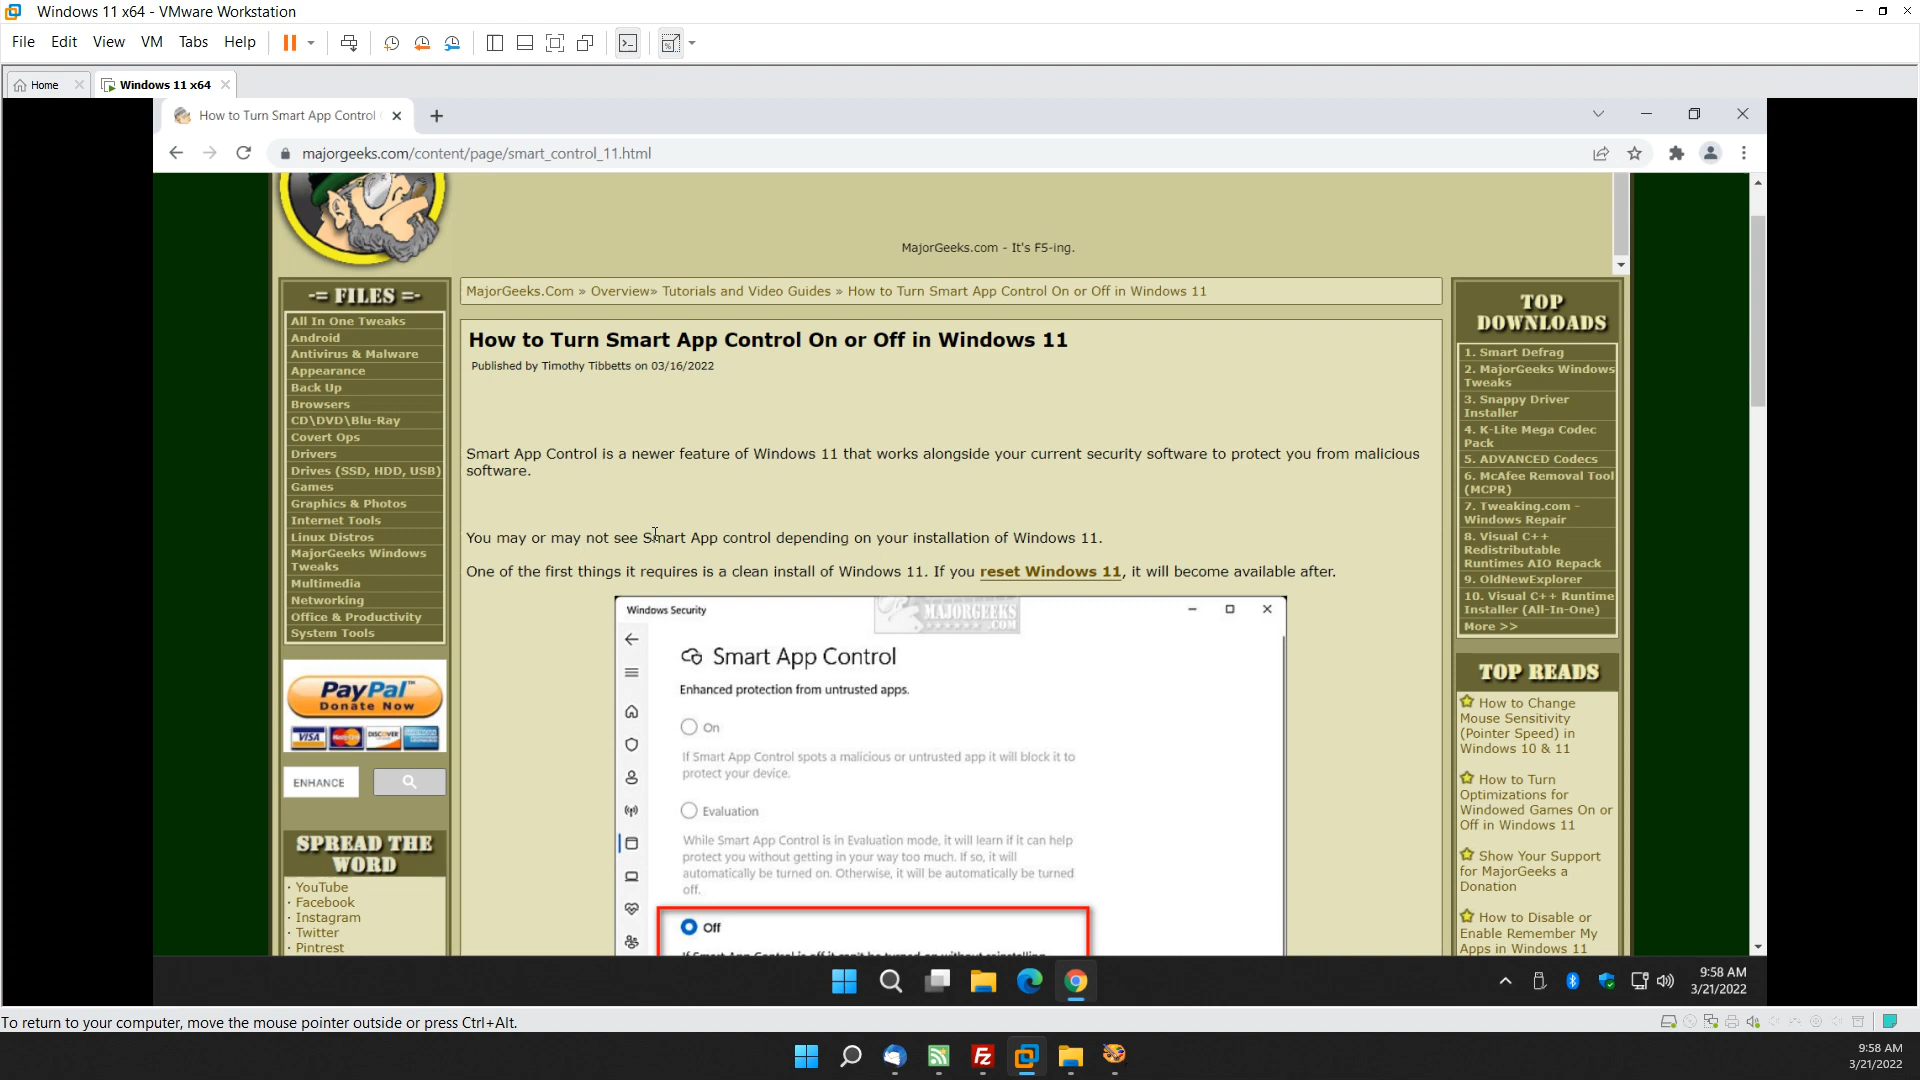 Windows 11 x64 - VMware Workstation
File Edit View VM Tabs Help
Home
Windows 11 x64
How to Turn Smart App Control
majorgeeks.com/content/page/smart_control_11.html
MajorGeeks.com - It's F5-ing.
-= FILES =-
All In One Tweaks
Android
Antivirus & Malware
Appearance
Back Up
Browsers
CD\DVD\Blu-Ray
Covert Ops
Drivers
Drives (SSD, HDD, USB)
Games
Graphics & Photos
Internet Tools
Linux Distros
MajorGeeks Windows
Tweaks
Multimedia
Networking
Office & Productivity
System Tools
PayPal™
Donate Now
VISA MasterCard DISCOVER
ENHANCE
SPREAD THE
WORD
· YouTube
· Facebook
· Instagram
· Twitter
· Pintrest
MajorGeeks.Com » Overview» Tutorials and Video Guides » How to Turn Smart App Control On or Off in Windows 11
How to Turn Smart App Control On or Off in Windows 11
Published by Timothy Tibbetts on 03/16/2022
Smart App Control is a newer feature of Windows 11 that works alongside your current security software to protect you from malicious
software.
You may or may not see Smart App control depending on your installation of Windows 11.
One of the first things it requires is a clean install of Windows 11. If you reset Windows 11, it will become available after.
Windows Security
MAJORGEEKS
.COM
Smart App Control
Enhanced protection from untrusted apps.
On
If Smart App Control spots a malicious or untrusted app it will block it to
protect your device.
Evaluation
While Smart App Control is in Evaluation mode, it will learn if it can help
protect you without getting in your way too much. If so, it will
automatically be turned on. Otherwise, it will be automatically be turned
off.
Off
If Smart App Control is off it can't be turned on without reinstalling
TOP
DOWNLOADS
1. Smart Defrag
2. MajorGeeks Windows
Tweaks
3. Snappy Driver
Installer
4. K-Lite Mega Codec
Pack
5. ADVANCED Codecs
6. McAfee Removal Tool
(MCPR)
7. Tweaking.com -
Windows Repair
8. Visual C++
Redistributable
Runtimes AIO Repack
9. OldNewExplorer
10. Visual C++ Runtime
Installer (All-In-One)
More >>
TOP READS
How to Change
Mouse Sensitivity
(Pointer Speed) in
Windows 10 & 11
How to Turn
Optimizations for
Windowed Games On or
Off in Windows 11
Show Your Support
for MajorGeeks a
Donation
How to Disable or
Enable Remember My
Apps in Windows 11
9:58 AM
3/21/2022
To return to your computer, move the mouse pointer outside or press Ctrl+Alt.
9:58 AM
3/21/2022